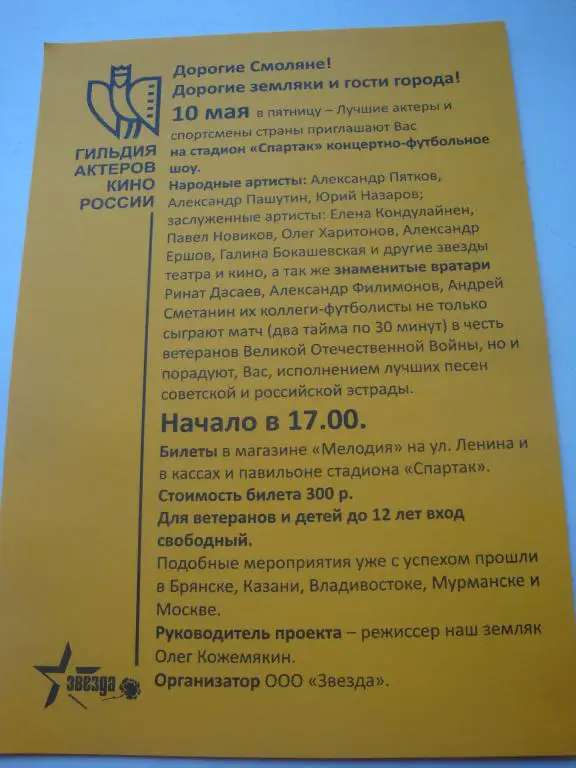 Дорогие Смоляне!
Дорогие земляки и гости города!
10 мая в пятницу – Лучшие актеры и
спортсмены страны приглашают Вас
на стадион «Спартак» концертно-футбольное
шоу.
Народные артисты: Александр Пятков,
Александр Пашутин, Юрий Назаров;
заслуженные артисты: Елена Кондулайнен,
Павел Новиков, Олег Харитонов, Александр
Ершов, Галина Бокашевская и другие звезды
театра и кино, а так же знаменитые вратари
Ринат Дасаев, Александр Филимонов, Андрей
Сметанин их коллеги-футболисты не только
сыграют матч (два тайма по 30 минут) в честь
ветеранов Великой Отечественной Войны, но и
порадуют, Вас, исполнением лучших песен
советской и российской эстрады.
Начало в 17.00.
Билеты в магазине «Мелодия» на ул. Ленина и
в кассах и павильоне стадиона «Спартак».
Стоимость билета 300 р.
Для ветеранов и детей до 12 лет вход
свободный.
Подобные мероприятия уже с успехом прошли
в Брянске, Казани, Владивостоке, Мурманске и
Москве.
Руководитель проекта – режиссер наш земляк
Олег Кожемякин.
Организатор ООО «Звезда».
ГИЛЬДИЯ
АКТЕРОВ
КИНО
РОССИИ
звезда